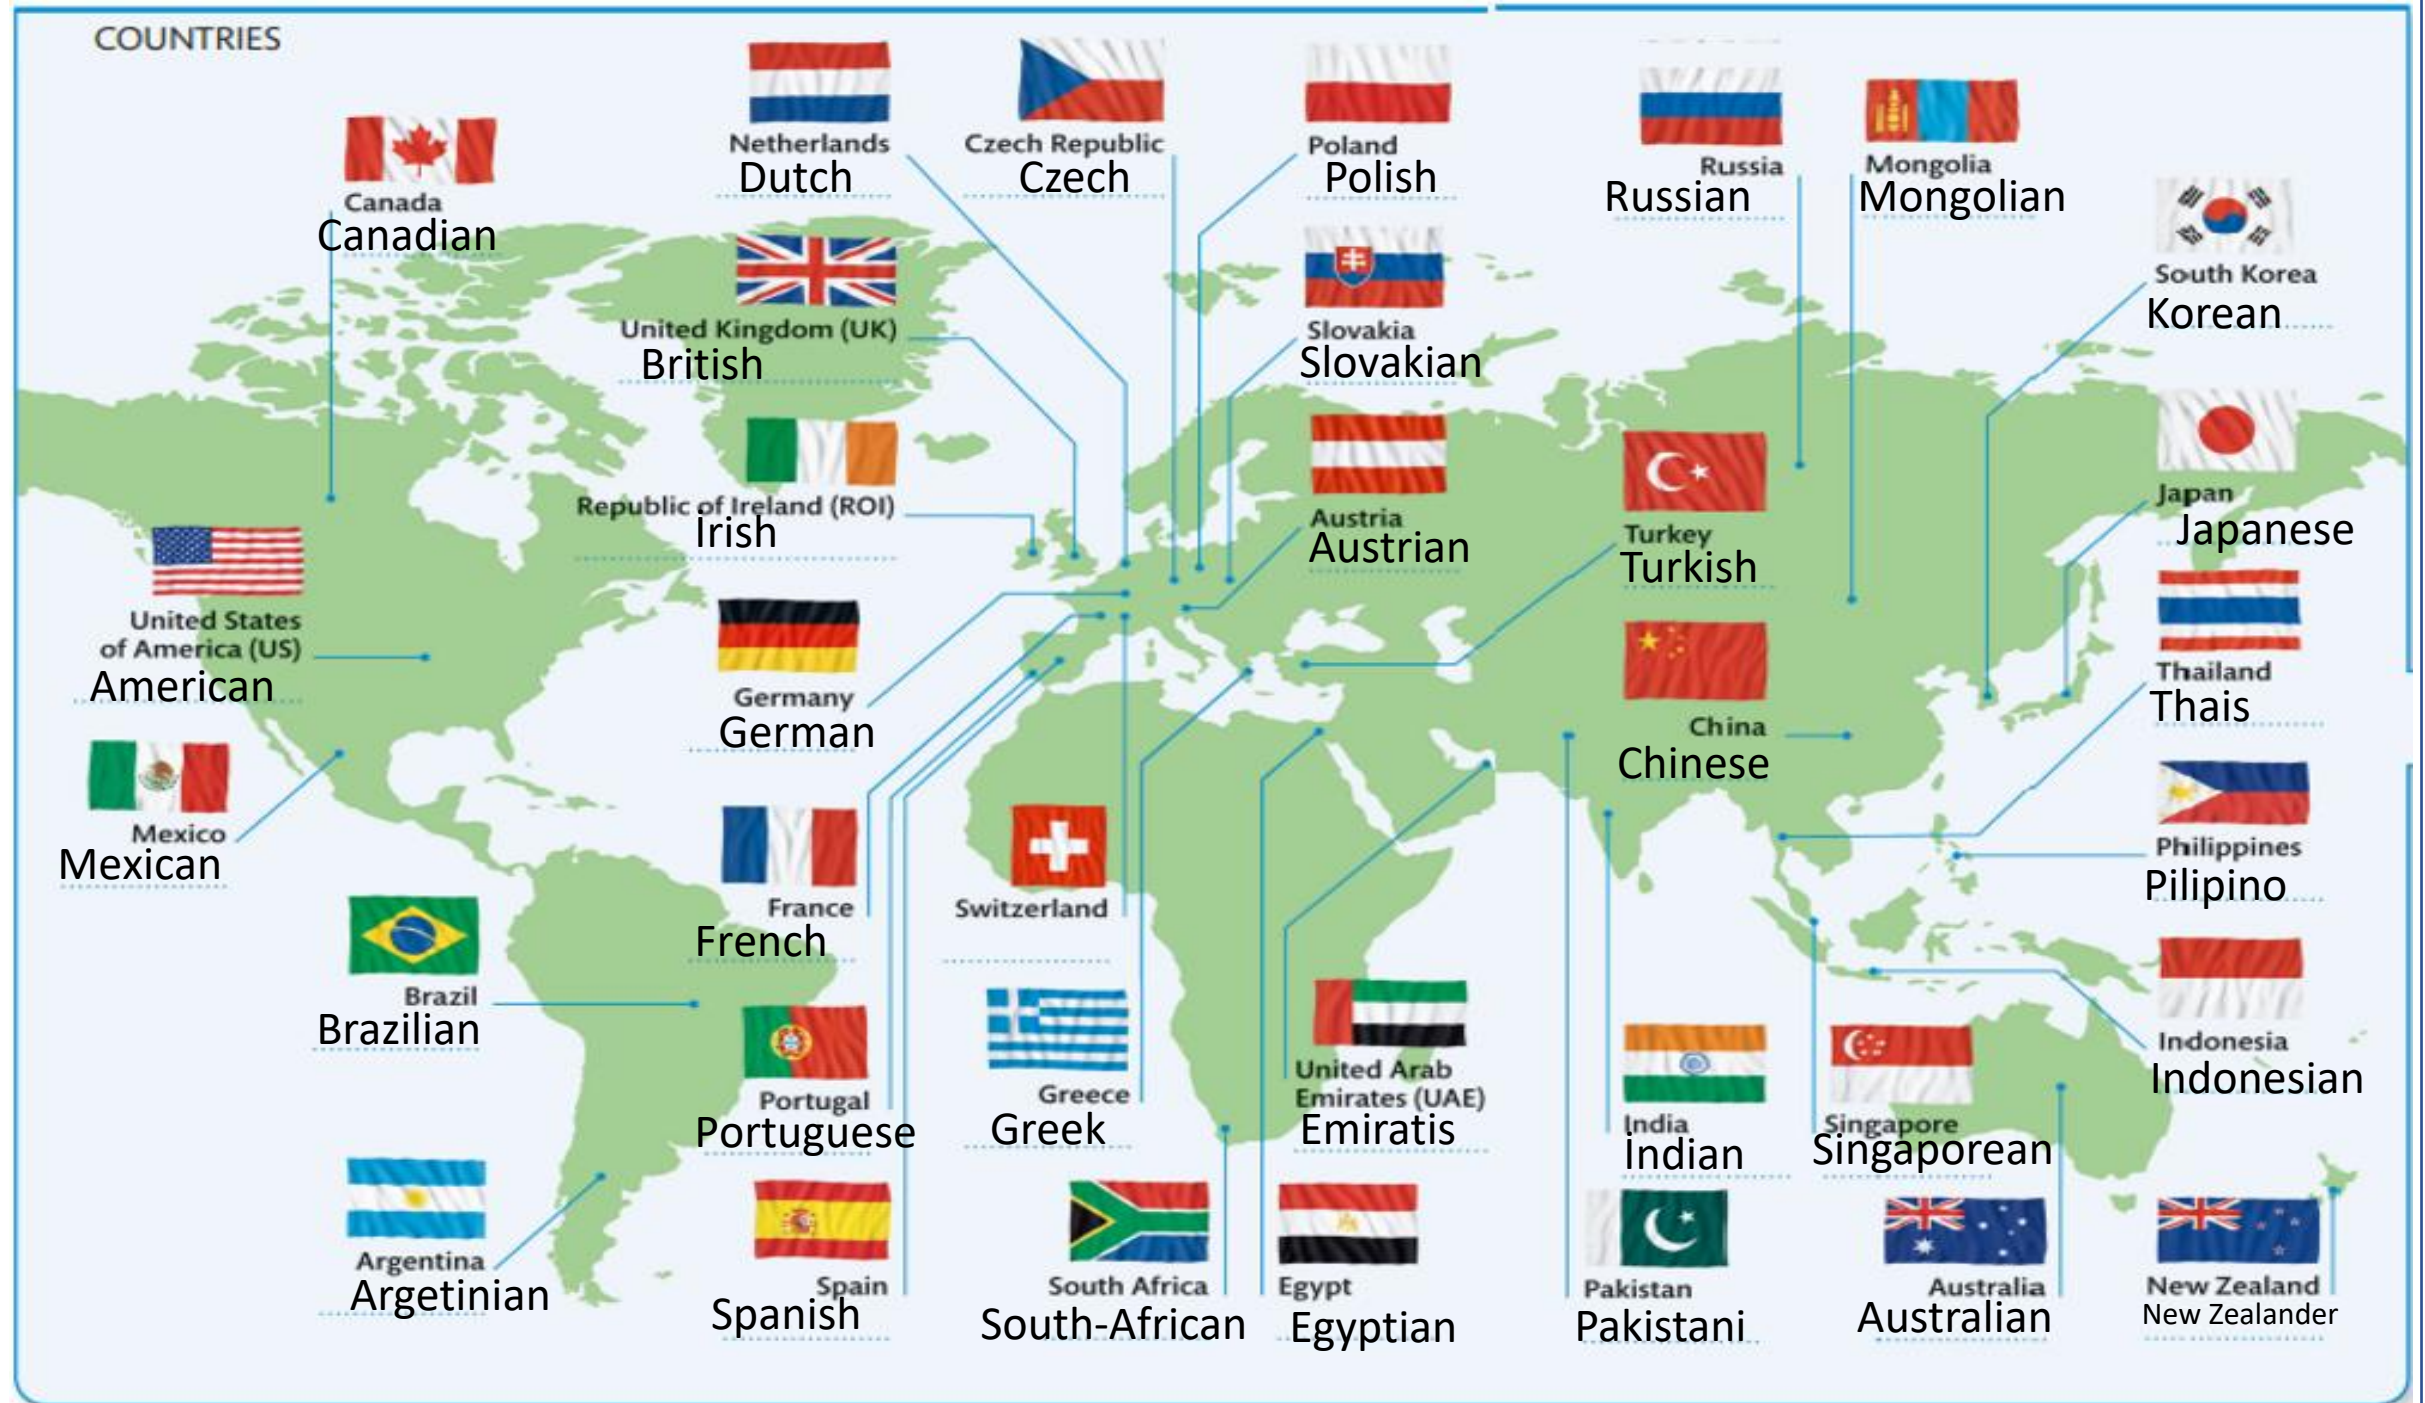 COUNTRIES
Canada
Canadian
Netherlands
Dutch
Czech Republic
Czech
Poland
Polish
Russia
Russian
Mongolia
Mongolian
South Korea
Korean
United Kingdom (UK)
British
Slovakia
Slovakian
Republic of Ireland (ROI)
İrish
Austria
Austrian
Turkey
Turkish
Japan
Japanese
United States
of America (US)
American
Germany
German
China
Chinese
Thailand
Thais
Mexico
Mexican
France
French
Switzerland
Philippines
Pilipino
Brazil
Brazilian
Portugal
Portuguese
Greece
Greek
United Arab
Emirates (UAE)
Emiratis
India
İndian
Singapore
Singaporean
Indonesia
Indonesian
Argentina
Argetinian
Spain
Spanish
South Africa
South-African
Egypt
Egyptian
Pakistan
Pakistani
Australia
Australian
New Zealand
New Zealander